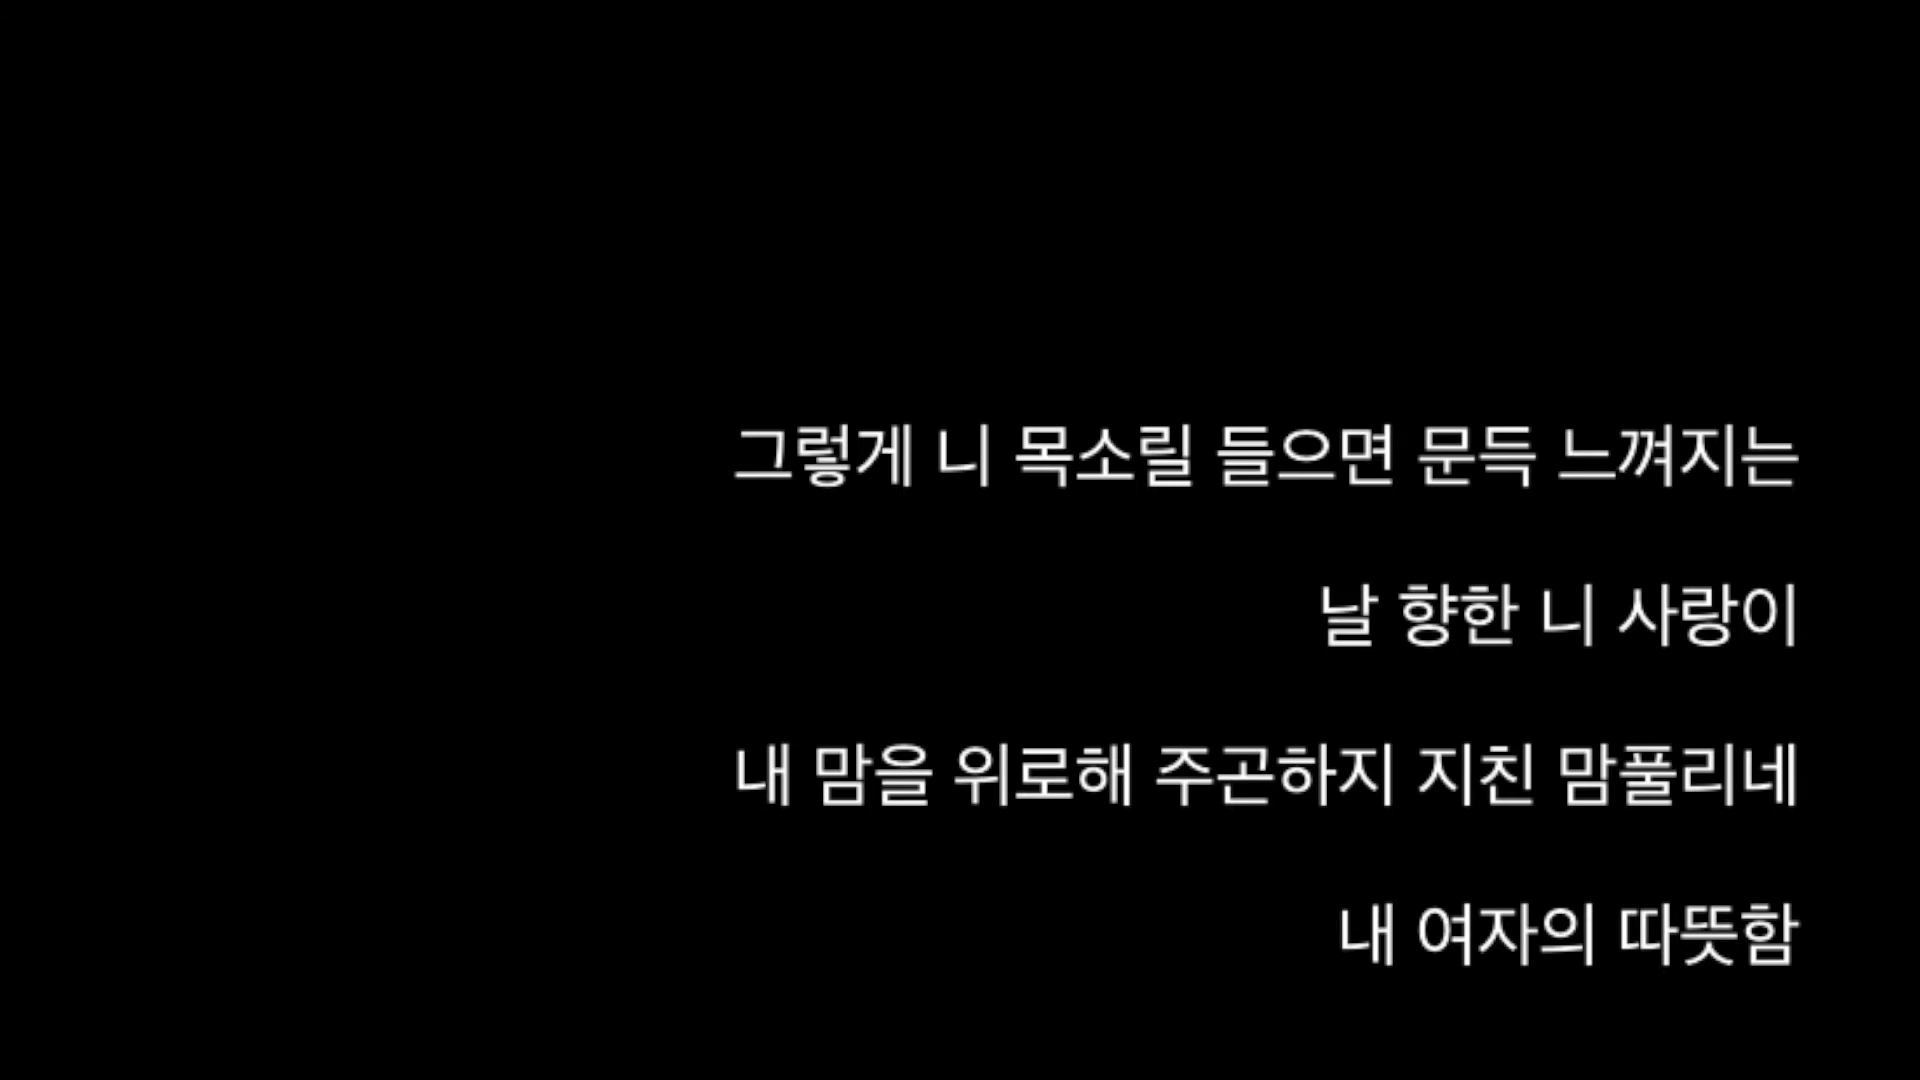 그렇게 니 목소릴 들으면 문득 느껴지는
날 향한 니 사랑이
내 맘을 위로해 주곤하지 지친 맘풀리네
내 여자의 따뜻함